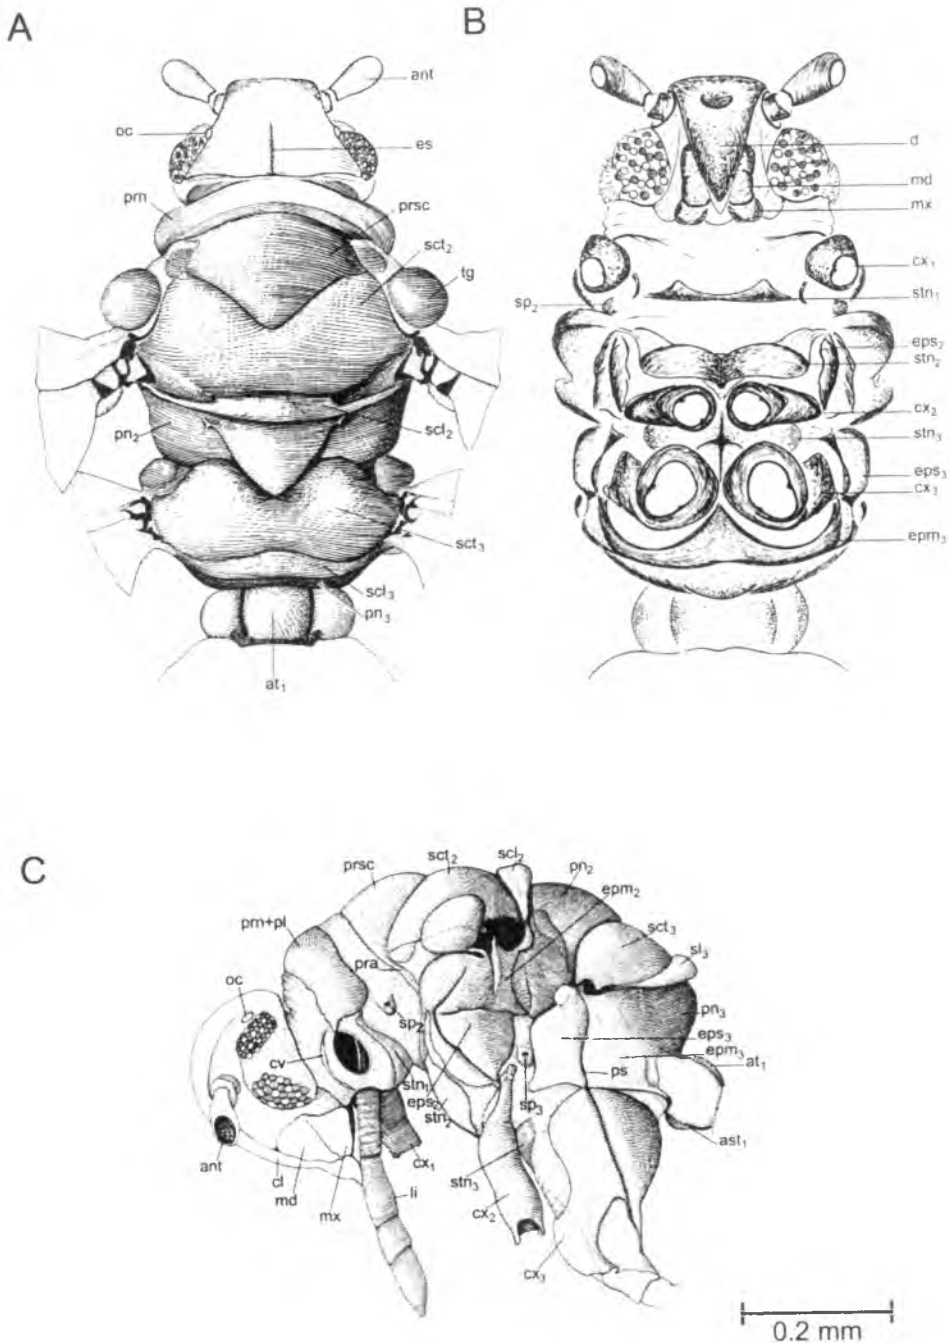 A
B
ant
oc
es
prn
prsc
sct₂
tg
pn₂
scl₂
sct₃
scl₃
pn₃
at₁
d
md
mx
cx₁
stn₁
sp₂
eps₂
stn₂
cx₂
stn₃
eps₃
cx₃
epm₃
C
prsc
sct₂
scl₂
pn₂
epm₂
prn+pl
sct₃
sl₃
pra
oc
sp₂
pn₃
eps₃
epm₃
at₁
cv
stn₁
eps₂
stn₂
sp₃
ps
ast₁
ant
cl
md
mx
cx₁
li
stn₃
cx₂
cx₃
0.2 mm